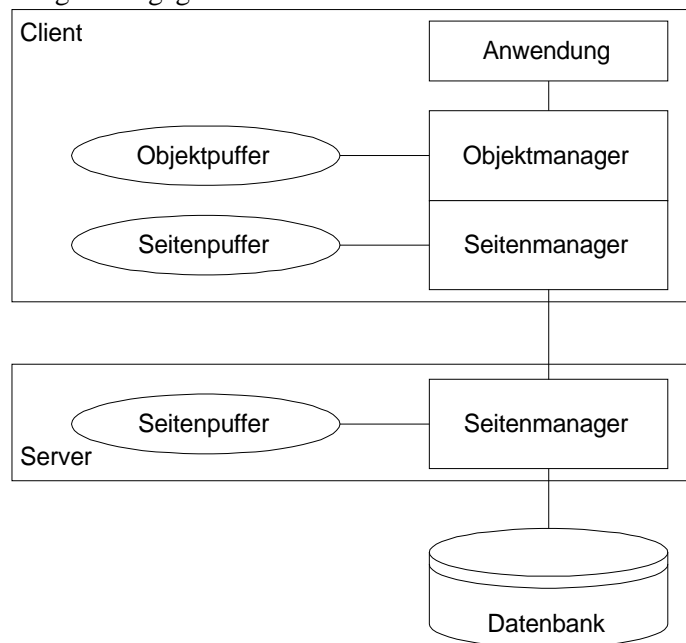 Client
Anwendung
Objektpuffer
Objektmanager
Seitenpuffer
Seitenmanager
Seitenpuffer
Seitenmanager
Server
Datenbank